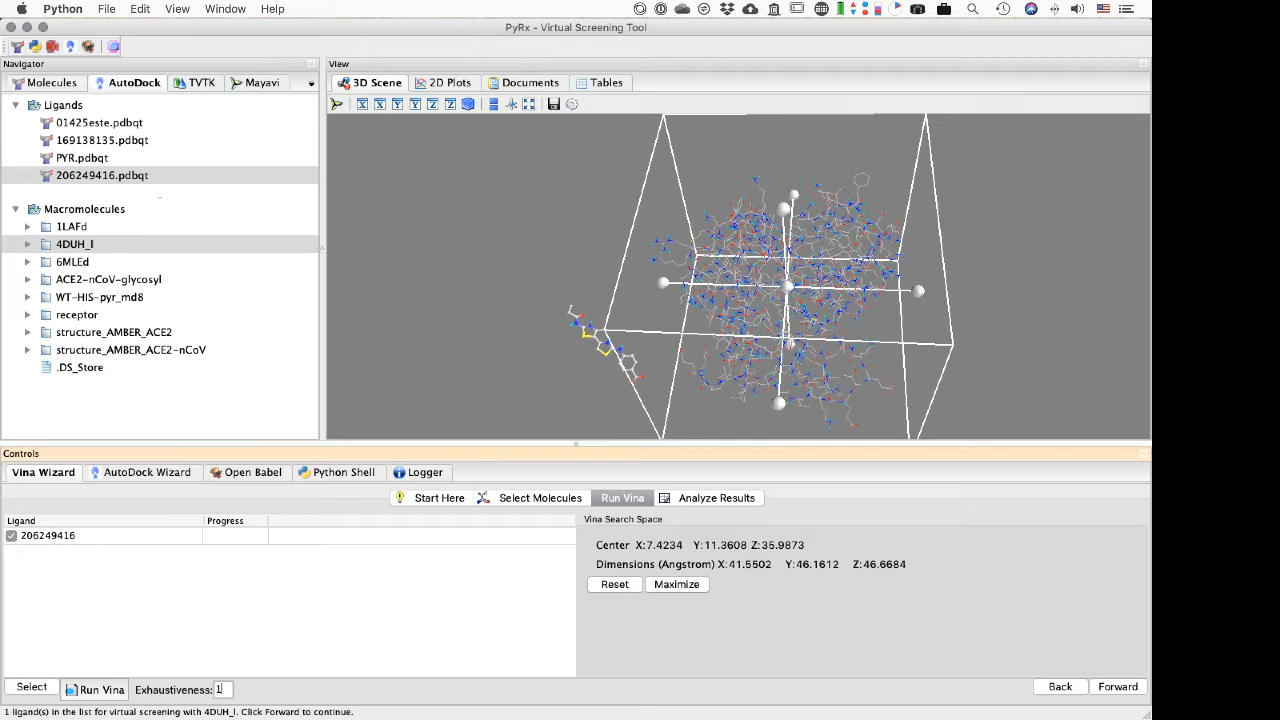 Python File Edit View Window Help
PyRx - Virtual Screening Tool
Navigator
View
Molecules AutoDock TVTK Mayavi
3D Scene 2D Plots Documents Tables
X X Y Y Z Z
Ligands
01425este.pdbqt
169138135.pdbqt
PYR.pdbqt
206249416.pdbqt
Macromolecules
1LAFd
4DUH_l
6MLEd
ACE2-nCoV-glycosyl
WT-HIS-pyr_md8
receptor
structure_AMBER_ACE2
structure_AMBER_ACE2-nCoV
.DS_Store
Controls
Vina Wizard AutoDock Wizard Open Babel Python Shell Logger
Start Here Select Molecules Run Vina Analyze Results
Ligand Progress
206249416
Vina Search Space
Center X:7.4234 Y:11.3608 Z:35.9873
Dimensions (Angstrom) X:41.5502 Y:46.1612 Z:46.6684
Reset Maximize
Select Run Vina Exhaustiveness: 1
Back Forward
1 ligand(s) in the list for virtual screening with 4DUH_l. Click Forward to continue.